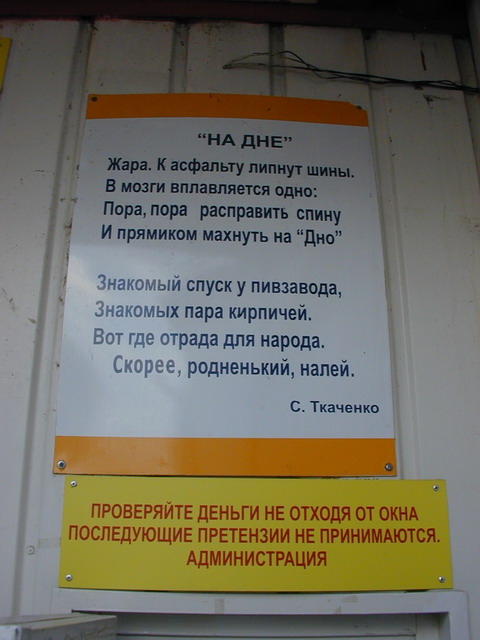 “НА ДНЕ”
Жара. К асфальту липнут шины.
В мозги вплавляется одно:
Пора, пора расправить спину
И прямиком махнуть на “Дно”
Знакомый спуск у пивзавода,
Знакомых пара кирпичей.
Вот где отрада для народа.
Скорее, родненький, налей.
С. Ткаченко
ПРОВЕРЯЙТЕ ДЕНЬГИ НЕ ОТХОДЯ ОТ ОКНА
ПОСЛЕДУЮЩИЕ ПРЕТЕНЗИИ НЕ ПРИНИМАЮТСЯ.
АДМИНИСТРАЦИЯ